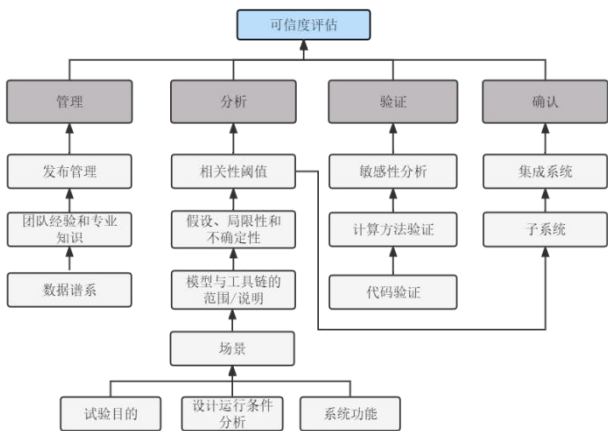 可信度评估
管理
分析
验证
确认
发布管理
相关性阈值
敏感性分析
集成系统
团队经验和专业
知识
假设、局限性和
不确定性
计算方法验证
子系统
数据谱系
模型与工具链的
范围/说明
代码验证
场景
试验目的
设计运行条件
分析
系统功能